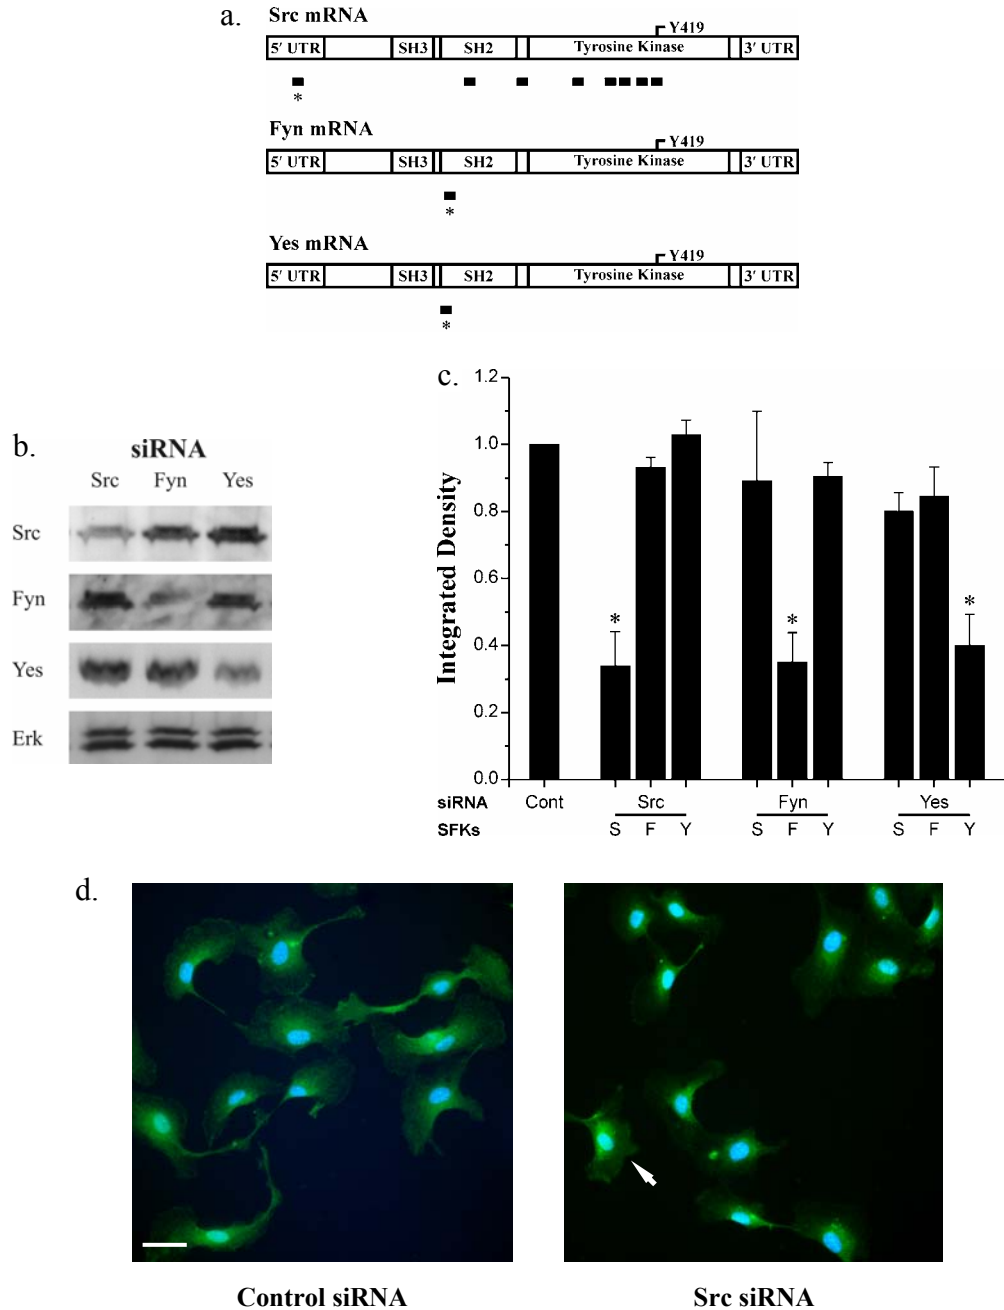 a.
Src mRNA
Y419
5′ UTR SH3 SH2 Tyrosine Kinase 3′ UTR
*
Fyn mRNA
Y419
5′ UTR SH3 SH2 Tyrosine Kinase 3′ UTR
*
Yes mRNA
Y419
5′ UTR SH3 SH2 Tyrosine Kinase 3′ UTR
*
b.
siRNA
Src Fyn Yes
Src
Fyn
Yes
Erk
c.
Integrated Density
1.2
1.0
0.8
0.6
0.4
0.2
0.0
* * *
siRNA Cont Src Fyn Yes
SFKs S F Y S F Y S F Y
d.
Control siRNA Src siRNA